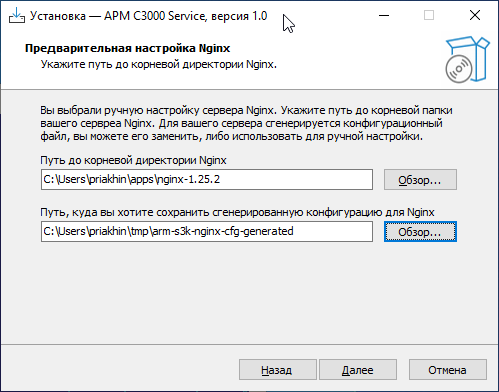 Установка — АРМ С3000 Service, версия 1.0
Предварительная настройка Nginx
Укажите путь до корневой директории Nginx.
Вы выбрали ручную настройку сервера Nginx. Укажите путь до корневой папки
вашего серврea Nginx. Для вашего сервера сгенерируется конфигурационный
файл, вы можете его заменить, либо использовать для ручной настройки.
Путь до корневой директории Nginx
C:\Users\priakhin\apps\nginx-1.25.2
Обзор...
Путь, куда вы хотите сохранить сгенерированную конфигурацию для Nginx
C:\Users\priakhin\tmp\arm-s3k-nginx-cfg-generated
Обзор...
Назад
Далее
Отмена